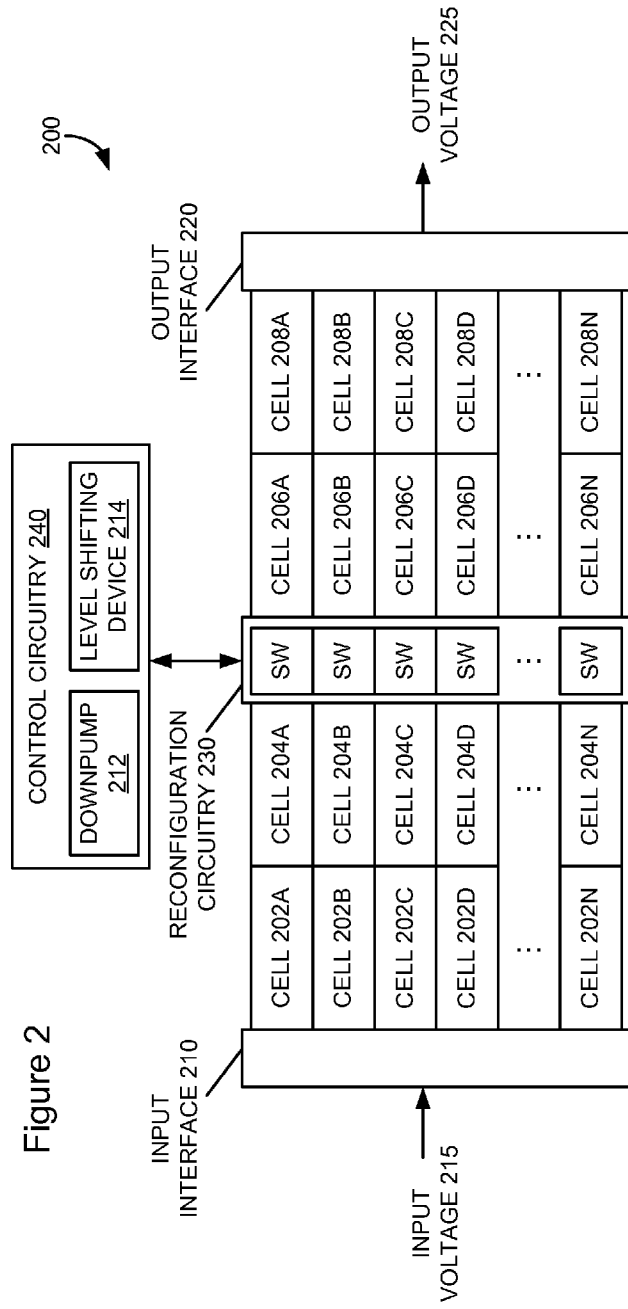 Figure 2
200
CONTROL CIRCUITRY 240
DOWNPUMP
212
LEVEL SHIFTING
DEVICE 214
INPUT
INTERFACE 210
RECONFIGURATION
CIRCUITRY 230
OUTPUT
INTERFACE 220
INPUT
VOLTAGE 215
OUTPUT
VOLTAGE 225
CELL 202A
CELL 204A
SW
CELL 206A
CELL 208A
CELL 202B
CELL 204B
SW
CELL 206B
CELL 208B
CELL 202C
CELL 204C
SW
CELL 206C
CELL 208C
CELL 202D
CELL 204D
SW
CELL 206D
CELL 208D
...
...
...
...
...
CELL 202N
CELL 204N
SW
CELL 206N
CELL 208N